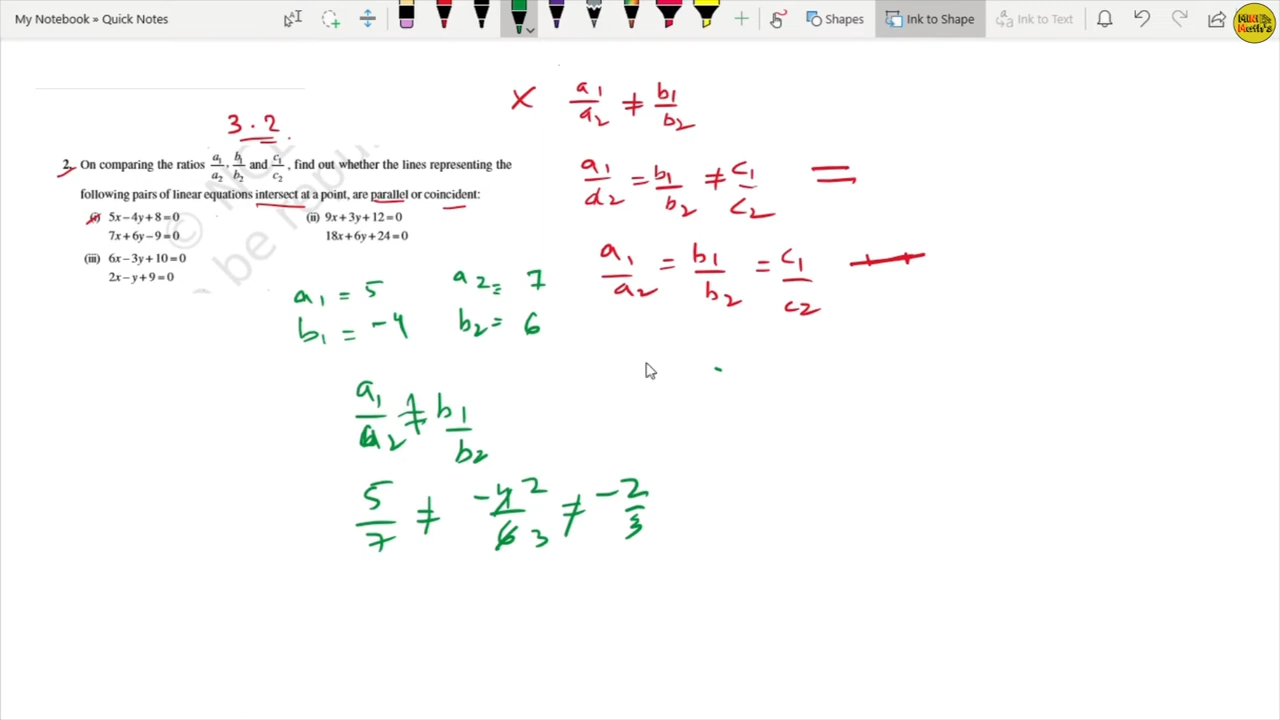 My Notebook » Quick Notes
Shapes
Ink to Shape
Ink to Text
3.2
2. On comparing the ratios a₁/a₂, b₁/b₂ and c₁/c₂, find out whether the lines representing the
following pairs of linear equations intersect at a point, are parallel or coincident:
(i) 5x – 4y + 8 = 0 (ii) 9x + 3y + 12 = 0
7x + 6y – 9 = 0 18x + 6y + 24 = 0
(iii) 6x – 3y + 10 = 0
2x – y + 9 = 0
© NCE
be repu
× a₁/a₂ ≠ b₁/b₂
a₁/a₂ = b₁/b₂ ≠ c₁/c₂
a₁/a₂ = b₁/b₂ = c₁/c₂
a₁ = 5 a₂ = 7
b₁ = -4 b₂ = 6
a₁/a₂ ≠ b₁/b₂
5/7 ≠ -4 2/6 3 ≠ -2/3